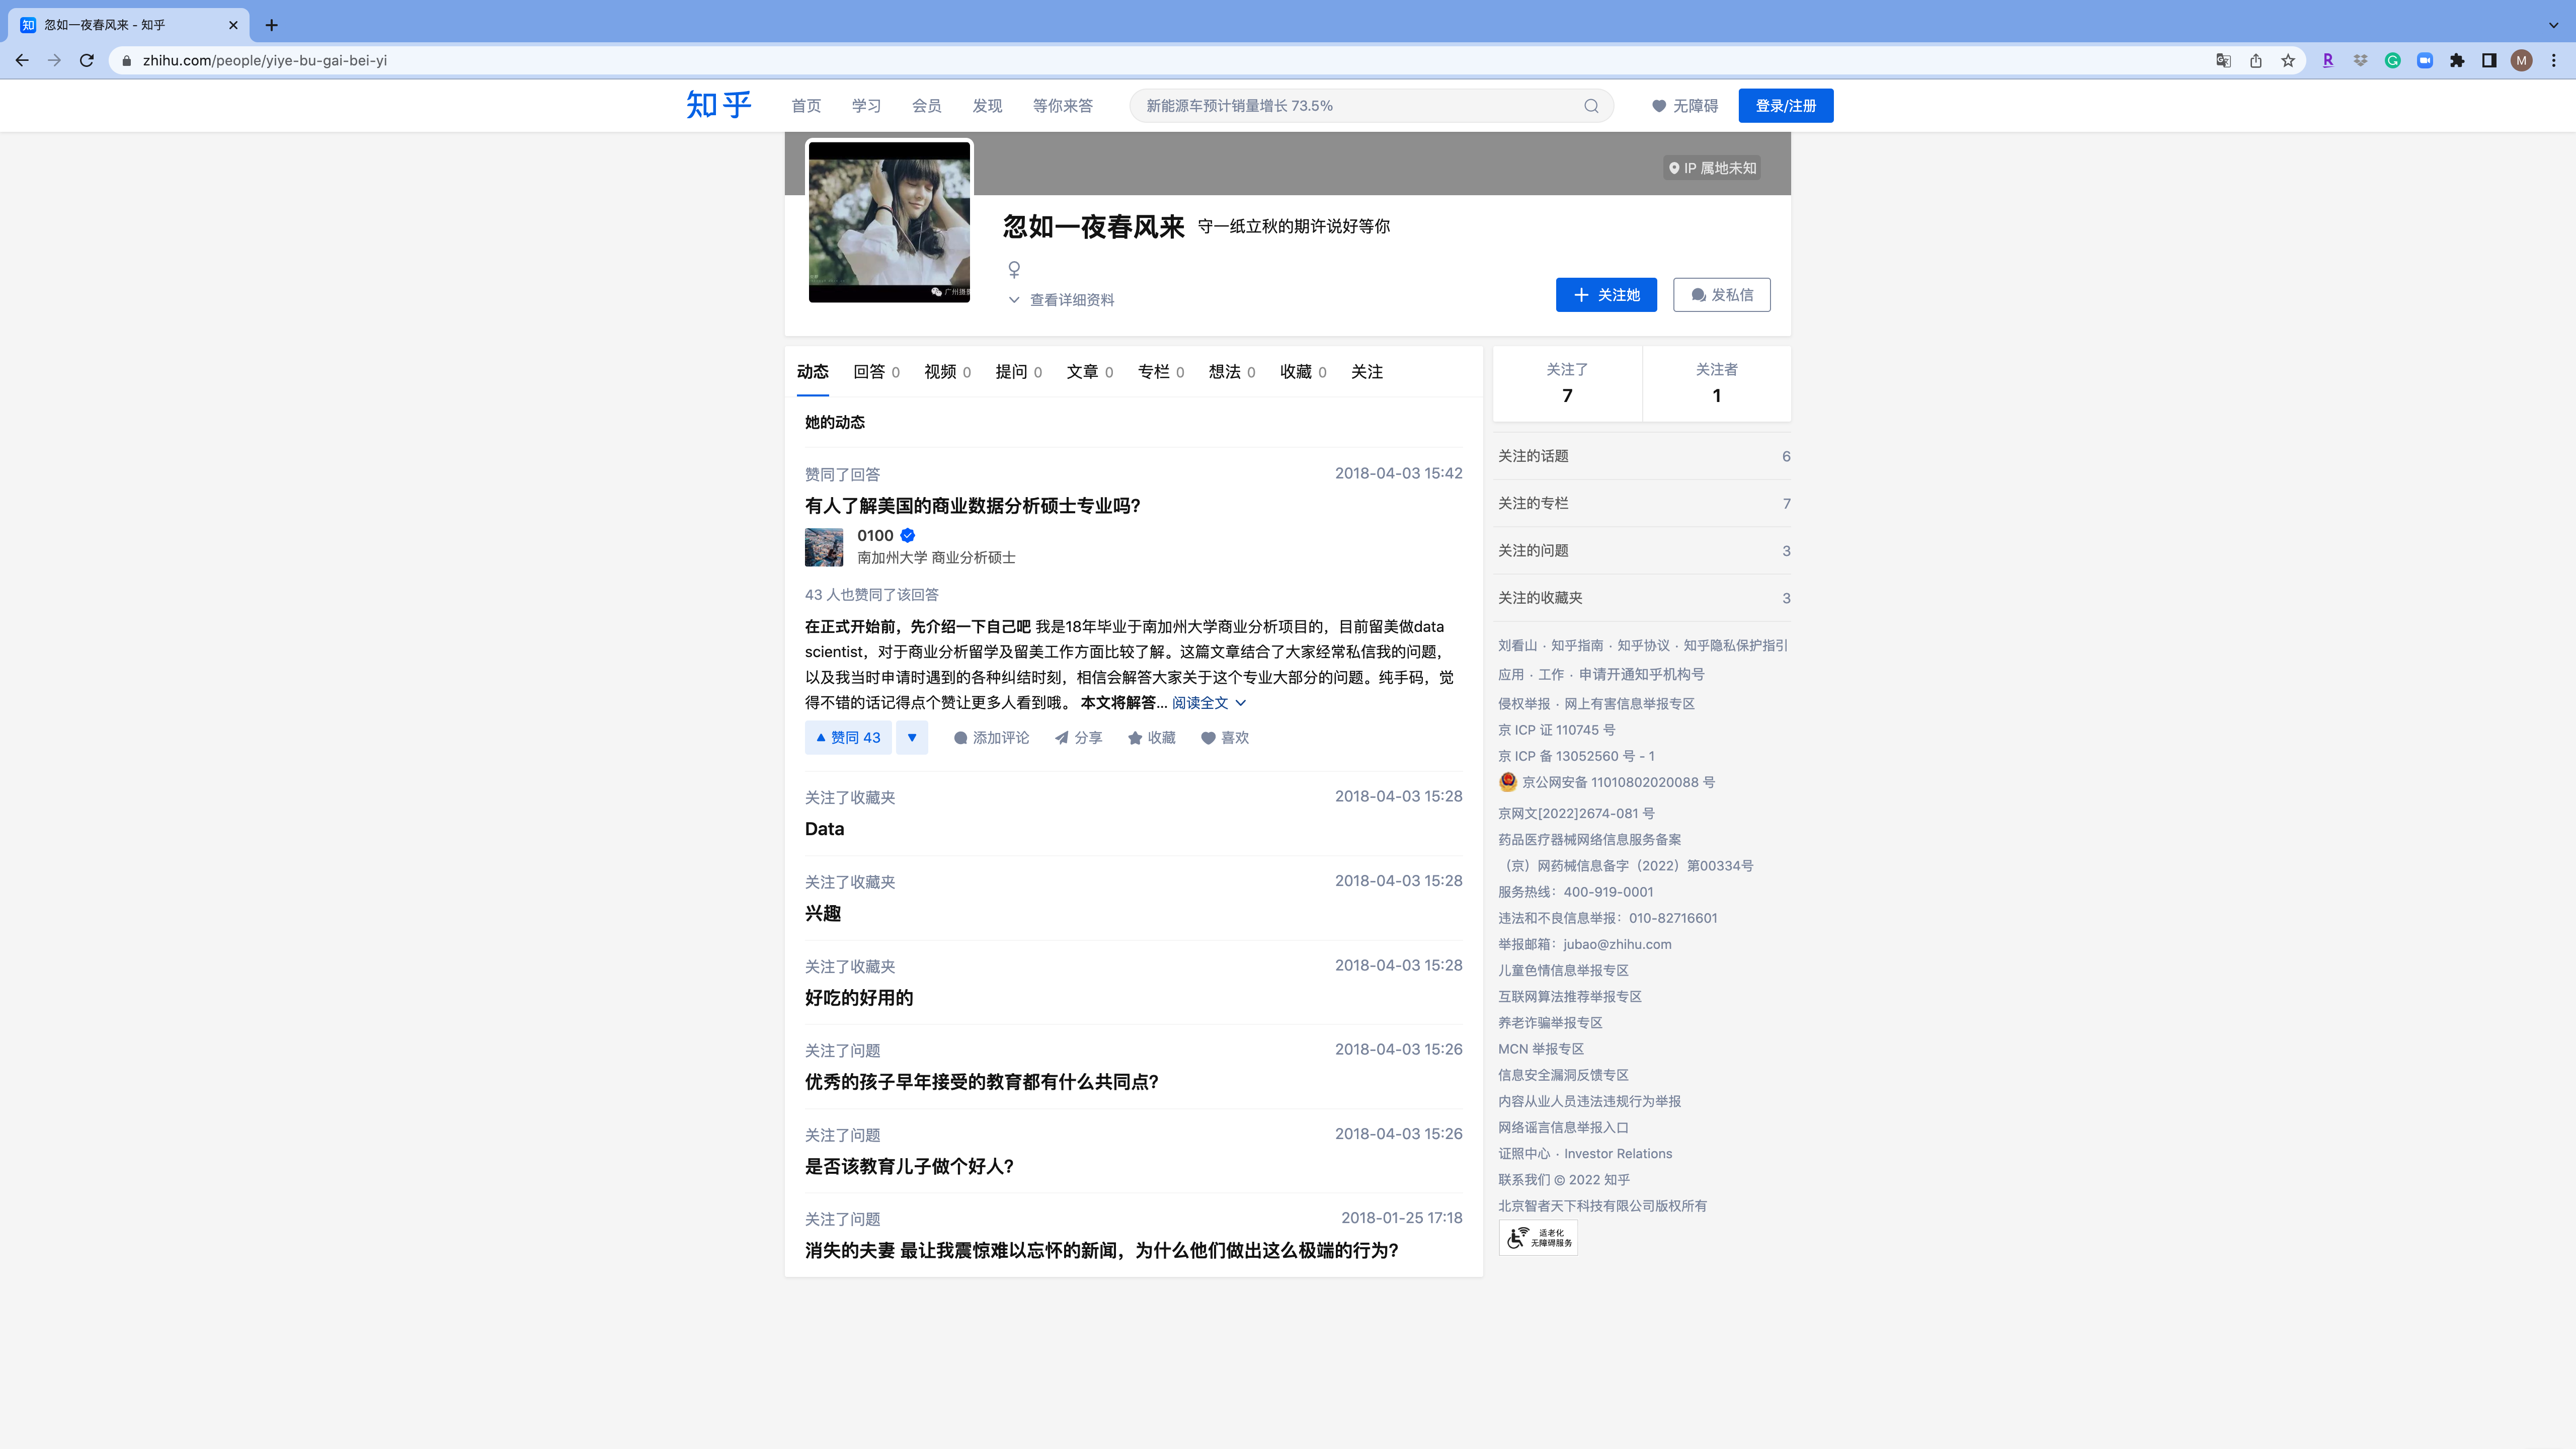 忽如一夜春风来 - 知乎
zhihu.com/people/yiye-bu-gai-bei-yi
R
M
知乎
首页 学习 会员 发现 等你来答
新能源车预计销量增长 73.5%
无障碍
登录/注册
IP 属地未知
忽如一夜春风来 守一纸立秋的期许说好等你
查看详细资料
关注她
发私信
动态 回答 0 视频 0 提问 0 文章 0 专栏 0 想法 0 收藏 0 关注
她的动态
赞同了回答 2018-04-03 15:42
有人了解美国的商业数据分析硕士专业吗?
0100
南加州大学 商业分析硕士
43 人也赞同了该回答
在正式开始前，先介绍一下自己吧 我是18年毕业于南加州大学商业分析项目的，目前留美做data
scientist，对于商业分析留学及留美工作方面比较了解。这篇文章结合了大家经常私信我的问题，
以及我当时申请时遇到的各种纠结时刻，相信会解答大家关于这个专业大部分的问题。纯手码，觉
得不错的话记得点个赞让更多人看到哦。 本文将解答... 阅读全文
赞同 43 添加评论 分享 收藏 喜欢
关注了收藏夹 2018-04-03 15:28
Data
关注了收藏夹 2018-04-03 15:28
兴趣
关注了收藏夹 2018-04-03 15:28
好吃的好用的
关注了问题 2018-04-03 15:26
优秀的孩子早年接受的教育都有什么共同点?
关注了问题 2018-04-03 15:26
是否该教育儿子做个好人?
关注了问题 2018-01-25 17:18
消失的夫妻 最让我震惊难以忘怀的新闻，为什么他们做出这么极端的行为?
关注了 关注者
7 1
关注的话题 6
关注的专栏 7
关注的问题 3
关注的收藏夹 3
刘看山 · 知乎指南 · 知乎协议 · 知乎隐私保护指引
应用 · 工作 · 申请开通知乎机构号
侵权举报 · 网上有害信息举报专区
京 ICP 证 110745 号
京 ICP 备 13052560 号 - 1
京公网安备 11010802020088 号
京网文[2022]2674-081 号
药品医疗器械网络信息服务备案
（京）网药械信息备字（2022）第00334号
服务热线：400-919-0001
违法和不良信息举报：010-82716601
举报邮箱：jubao@zhihu.com
儿童色情信息举报专区
互联网算法推荐举报专区
养老诈骗举报专区
MCN 举报专区
信息安全漏洞反馈专区
内容从业人员违法违规行为举报
网络谣言信息举报入口
证照中心 · Investor Relations
联系我们 © 2022 知乎
北京智者天下科技有限公司版权所有
适老化
无障碍服务